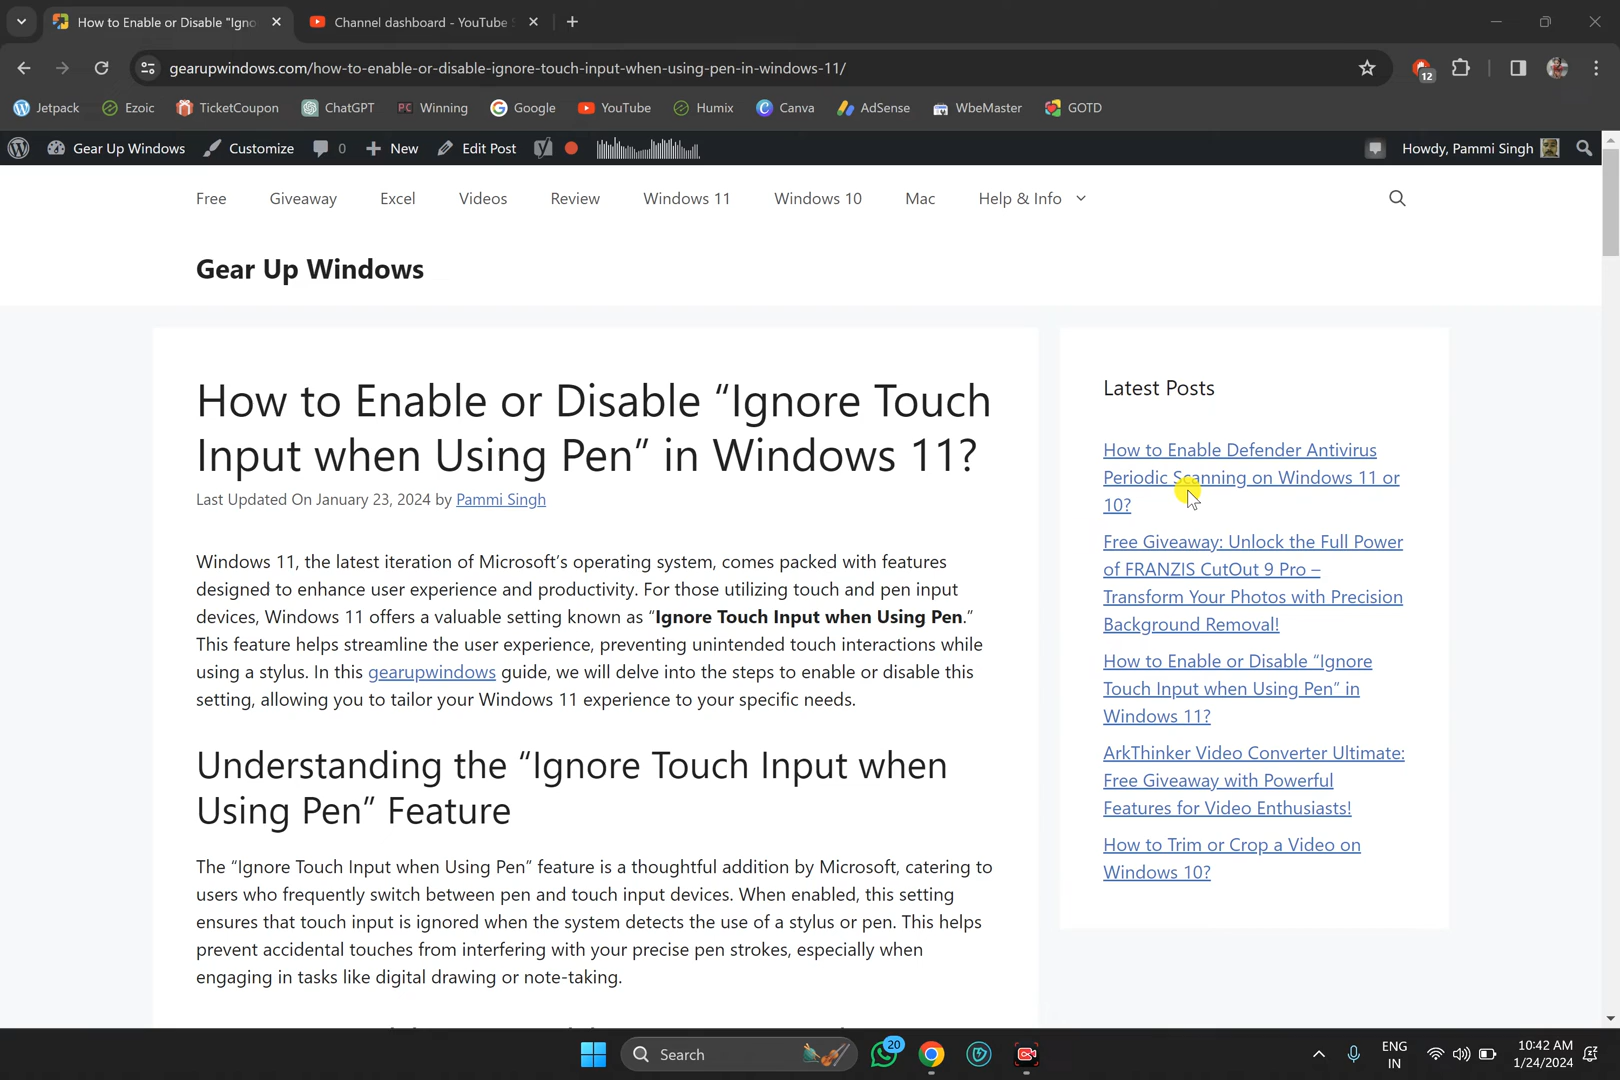 How to Enable or Disable “Igno
Channel dashboard - YouTube
gearupwindows.com/how-to-enable-or-disable-ignore-touch-input-when-using-pen-in-windows-11/
12
Jetpack
Ezoic
TicketCoupon
ChatGPT
PC Winning
Google
YouTube
Humix
Canva
AdSense
WbeMaster
GOTD
Gear Up Windows
Customize
0
New
Edit Post
Howdy, Pammi Singh
Free
Giveaway
Excel
Videos
Review
Windows 11
Windows 10
Mac
Help & Info
Gear Up Windows
How to Enable or Disable “Ignore Touch
Input when Using Pen” in Windows 11?
Last Updated On January 23, 2024 by Pammi Singh
Windows 11, the latest iteration of Microsoft’s operating system, comes packed with features
designed to enhance user experience and productivity. For those utilizing touch and pen input
devices, Windows 11 offers a valuable setting known as “Ignore Touch Input when Using Pen.”
This feature helps streamline the user experience, preventing unintended touch interactions while
using a stylus. In this gearupwindows guide, we will delve into the steps to enable or disable this
setting, allowing you to tailor your Windows 11 experience to your specific needs.
Understanding the “Ignore Touch Input when
Using Pen” Feature
The “Ignore Touch Input when Using Pen” feature is a thoughtful addition by Microsoft, catering to
users who frequently switch between pen and touch input devices. When enabled, this setting
ensures that touch input is ignored when the system detects the use of a stylus or pen. This helps
prevent accidental touches from interfering with your precise pen strokes, especially when
engaging in tasks like digital drawing or note-taking.
Latest Posts
How to Enable Defender Antivirus
Periodic Scanning on Windows 11 or
10?
Free Giveaway: Unlock the Full Power
of FRANZIS CutOut 9 Pro –
Transform Your Photos with Precision
Background Removal!
How to Enable or Disable “Ignore
Touch Input when Using Pen” in
Windows 11?
ArkThinker Video Converter Ultimate:
Free Giveaway with Powerful
Features for Video Enthusiasts!
How to Trim or Crop a Video on
Windows 10?
Search
20
ENG
IN
10:42 AM
1/24/2024